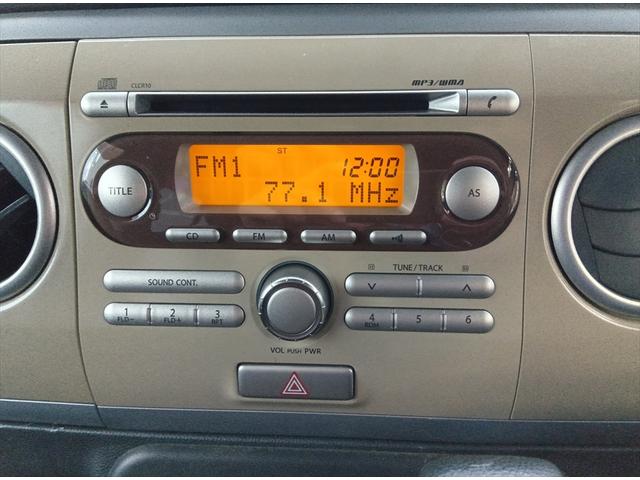 CLCR10
MP3/WMA
ST
FM1 12:00
77.1 MHz
TITLE
AS
CD FM AM
SOUND CONT.
TUNE/TRACK
1 2 3
FLD− FLD+ RPT
4 5 6
RDM
VOL PUSH PWR